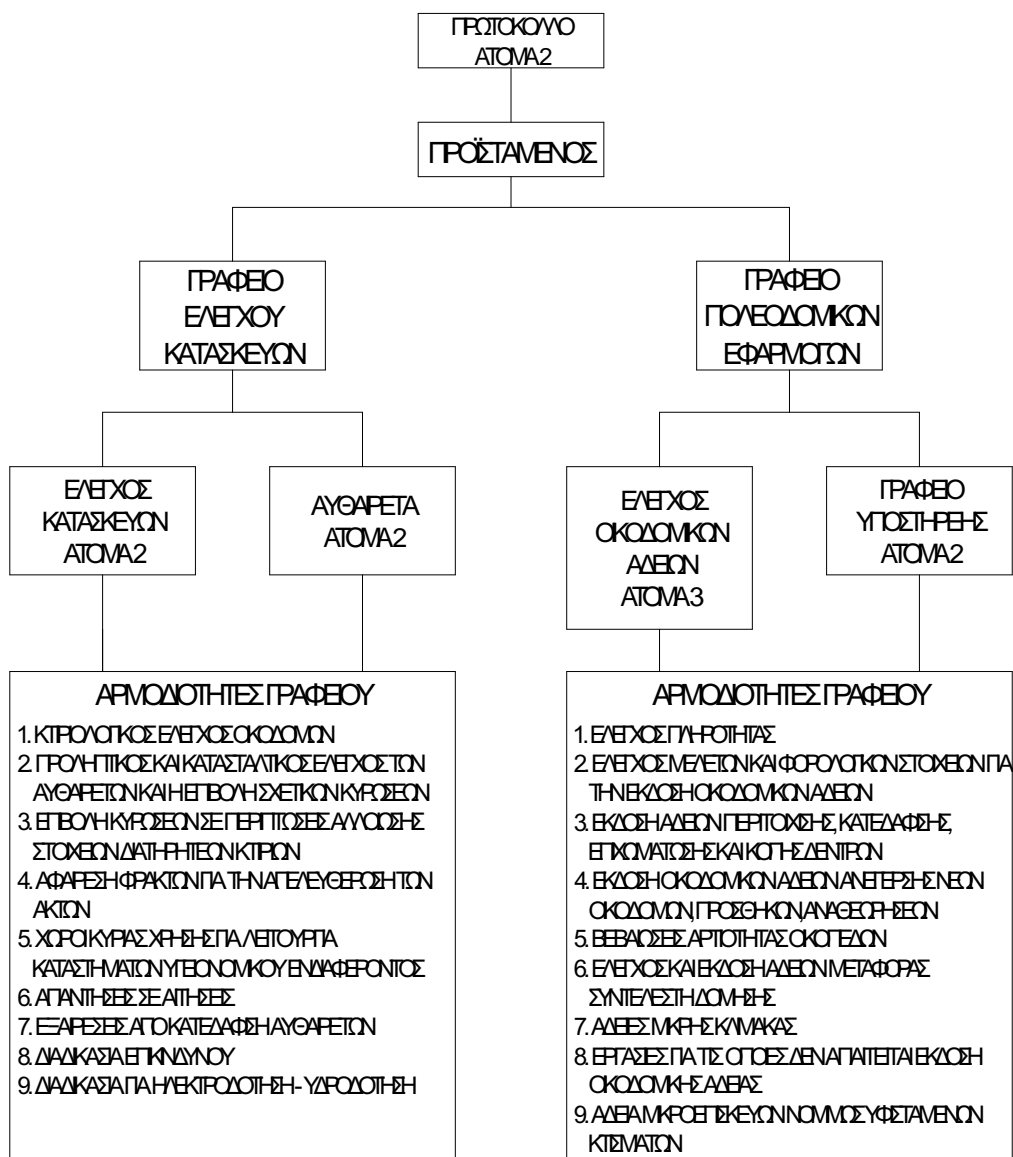 ΠΡΩΤΟΚΟΛΛΟ
ΑΤΟΜΑ 2
ΠΡΟΪΣΤΑΜΕΝΟΣ
ΓΡΑΦΕΙΟ
ΕΛΕΓΧΟΥ
ΚΑΤΑΣΚΕΥΩΝ
ΓΡΑΦΕΙΟ
ΠΟΛΕΟΔΟΜΙΚΩΝ
ΕΦΑΡΜΟΓΩΝ
ΕΛΕΓΧΟΣ
ΚΑΤΑΣΚΕΥΩΝ
ΑΤΟΜΑ 2
ΑΥΘΑΙΡΕΤΑ
ΑΤΟΜΑ 2
ΕΛΕΓΧΟΣ
ΟΙΚΟΔΟΜΙΚΩΝ
ΑΔΕΙΩΝ
ΑΤΟΜΑ 3
ΓΡΑΦΕΙΟ
ΥΠΟΣΤΗΡΕΙΞΗΣ
ΑΤΟΜΑ 2
ΑΡΜΟΔΙΟΤΗΤΕΣ ΓΡΑΦΕΙΟΥ
1. ΚΤΙΡΙΟΛΟΓΙΚΟΣ ΕΛΕΓΧΟΣ ΟΙΚΟΔΟΜΩΝ
2. ΠΡΟΛΗΠΤΙΚΟΣ ΚΑΙ ΚΑΤΑΣΤΑΛΤΙΚΟΣ ΕΛΕΓΧΟΣ ΤΩΝ
ΑΥΘΑΙΡΕΤΩΝ ΚΑΙ Η ΕΠΙΒΟΛΗ ΣΧΕΤΙΚΩΝ ΚΥΡΩΣΕΩΝ
3. ΕΠΙΒΟΛΗ ΚΥΡΩΣΕΩΝ ΣΕ ΠΕΡΙΠΤΩΣΕΙΣ ΑΛΛΟΙΩΣΗΣ
ΣΤΟΙΧΕΙΩΝ ΔΙΑΤΗΡΗΤΕΩΝ ΚΤΙΡΙΩΝ
4. ΑΦΑΙΡΕΣΗ ΦΡΑΚΤΩΝ ΓΙΑ ΤΗΝ ΑΠΕΛΕΥΘΕΡΩΣΗ ΤΩΝ
ΑΚΤΩΝ
5. ΧΩΡΟΙ ΚΥΡΙΑΣ ΧΡΗΣΗΣ ΓΙΑ ΛΕΙΤΟΥΡΓΙΑ
ΚΑΤΑΣΤΗΜΑΤΩΝ ΥΓΕΙΟΝΟΜΙΚΟΥ ΕΝΔΙΑΦΕΡΟΝΤΟΣ
6. ΑΠΑΝΤΗΣΕΙΣ ΣΕ ΑΙΤΗΣΕΙΣ
7. ΕΞΑΙΡΕΣΕΙΣ ΑΠΟ ΚΑΤΕΔΑΦΙΣΗ ΑΥΘΑΙΡΕΤΩΝ
8. ΔΙΑΔΙΚΑΣΙΑ ΕΠΙΚΙΝΔΥΝΟΥ
9. ΔΙΑΔΙΚΑΣΙΑ ΓΙΑ ΗΛΕΚΤΡΟΔΟΤΗΣΗ - ΥΔΡΟΔΟΤΗΣΗ
ΑΡΜΟΔΙΟΤΗΤΕΣ ΓΡΑΦΕΙΟΥ
1. ΕΛΕΓΧΟΣ ΠΛΗΡΟΤΗΤΑΣ
2. ΕΛΕΓΧΟΣ ΜΕΛΕΤΩΝ ΚΑΙ ΦΟΡΟΛΟΓΙΚΩΝ ΣΤΟΙΧΕΙΩΝ ΓΙΑ
ΤΗΝ ΕΚΔΟΣΗ ΟΙΚΟΔΟΜΙΚΩΝ ΑΔΕΙΩΝ
3. ΕΚΔΟΣΗ ΑΔΕΙΩΝ ΠΕΡΙΤΟΙΧΙΣΗΣ, ΚΑΤΕΔΑΦΙΣΗΣ,
ΕΠΙΧΩΜΑΤΩΣΗΣ ΚΑΙ ΚΟΠΗΣ ΔΕΝΤΡΩΝ
4. ΕΚΔΟΣΗ ΟΙΚΟΔΟΜΙΚΩΝ ΑΔΕΙΩΝ ΑΝΕΓΕΡΣΗΣ ΝΕΩΝ
ΟΙΚΟΔΟΜΩΝ, ΠΡΟΣΘΗΚΩΝ, ΑΝΑΘΕΩΡΗΣΕΩΝ
5. ΒΕΒΑΙΩΣΕΙΣ ΑΡΤΙΟΤΗΤΑΣ ΟΙΚΟΠΕΔΩΝ
6. ΕΛΕΓΧΟΣ ΚΑΙ ΕΚΔΟΣΗ ΑΔΕΙΩΝ ΜΕΤΑΦΟΡΑΣ
ΣΥΝΤΕΛΕΣΤΗ ΔΟΜΗΣΗΣ
7. ΑΔΕΙΕΣ ΜΙΚΡΗΣ ΚΛΙΜΑΚΑΣ
8. ΕΡΓΑΣΙΕΣ ΓΙΑ ΤΙΣ ΟΠΟΙΕΣ ΔΕΝ ΑΠΑΙΤΕΙΤΑΙ ΕΚΔΟΣΗ
ΟΙΚΟΔΟΜΙΚΗΣ ΑΔΕΙΑΣ
9. ΑΔΕΙΑ ΜΙΚΡΟΕΠΙΣΚΕΥΩΝ ΝΟΜΙΜΩΣ ΥΦΙΣΤΑΜΕΝΩΝ
ΚΤΙΣΜΑΤΩΝ